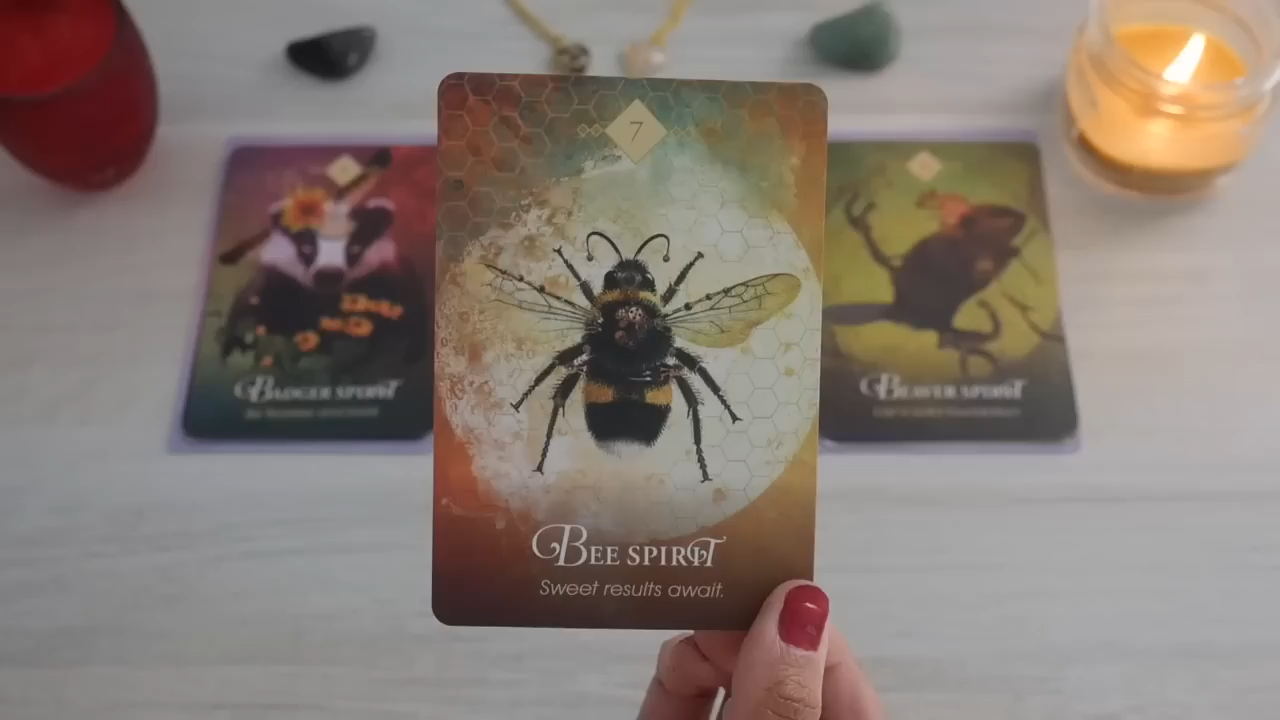 7
BEE SPIRIT
Sweet results await.
BADGER SPIRIT
BEAVER SPIRIT